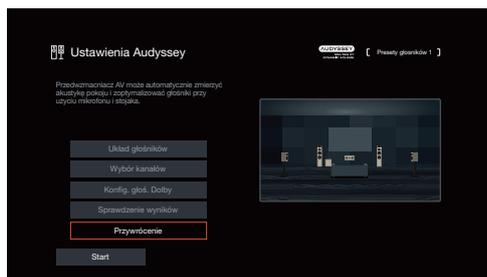 Ustawienia Audyssey
AUDYSSEY
[ Presety głosników 1 ]
Przedwzmacniacz AV może automatycznie zmierzyć
akustykę pokoju i zoptymalizować głośniki przy
użyciu mikrofonu i stojaka.
Układ głośników
Wybór kanałów
Konfig. głoś. Dolby
Sprawdzenie wyników
Przywrócenie
Start